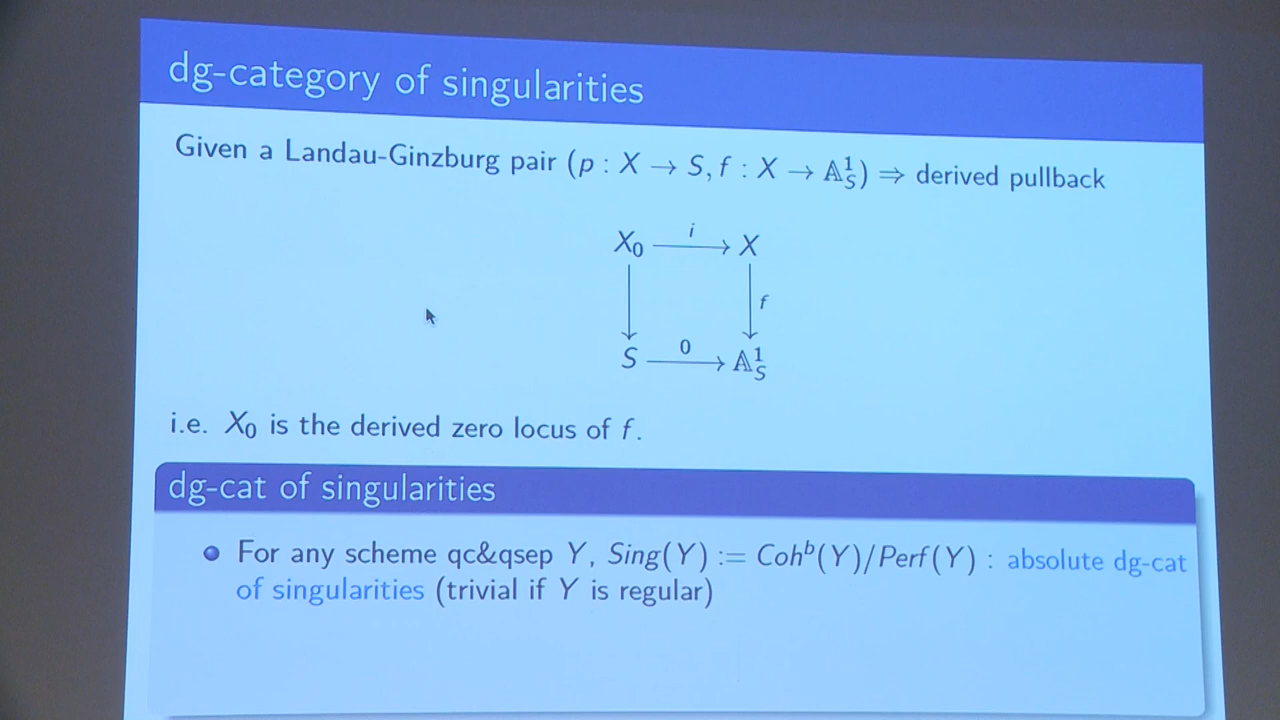 dg-category of singularities
Given a Landau-Ginzburg pair (p : X → S, f : X → 𝔸¹_S) ⇒ derived pullback
X₀ i X
f
S 0 𝔸¹_S
i.e. X₀ is the derived zero locus of f.
dg-cat of singularities
For any scheme qc&qsep Y, Sing(Y) := Cohᵇ(Y)/Perf(Y) : absolute dg-cat
of singularities (trivial if Y is regular)